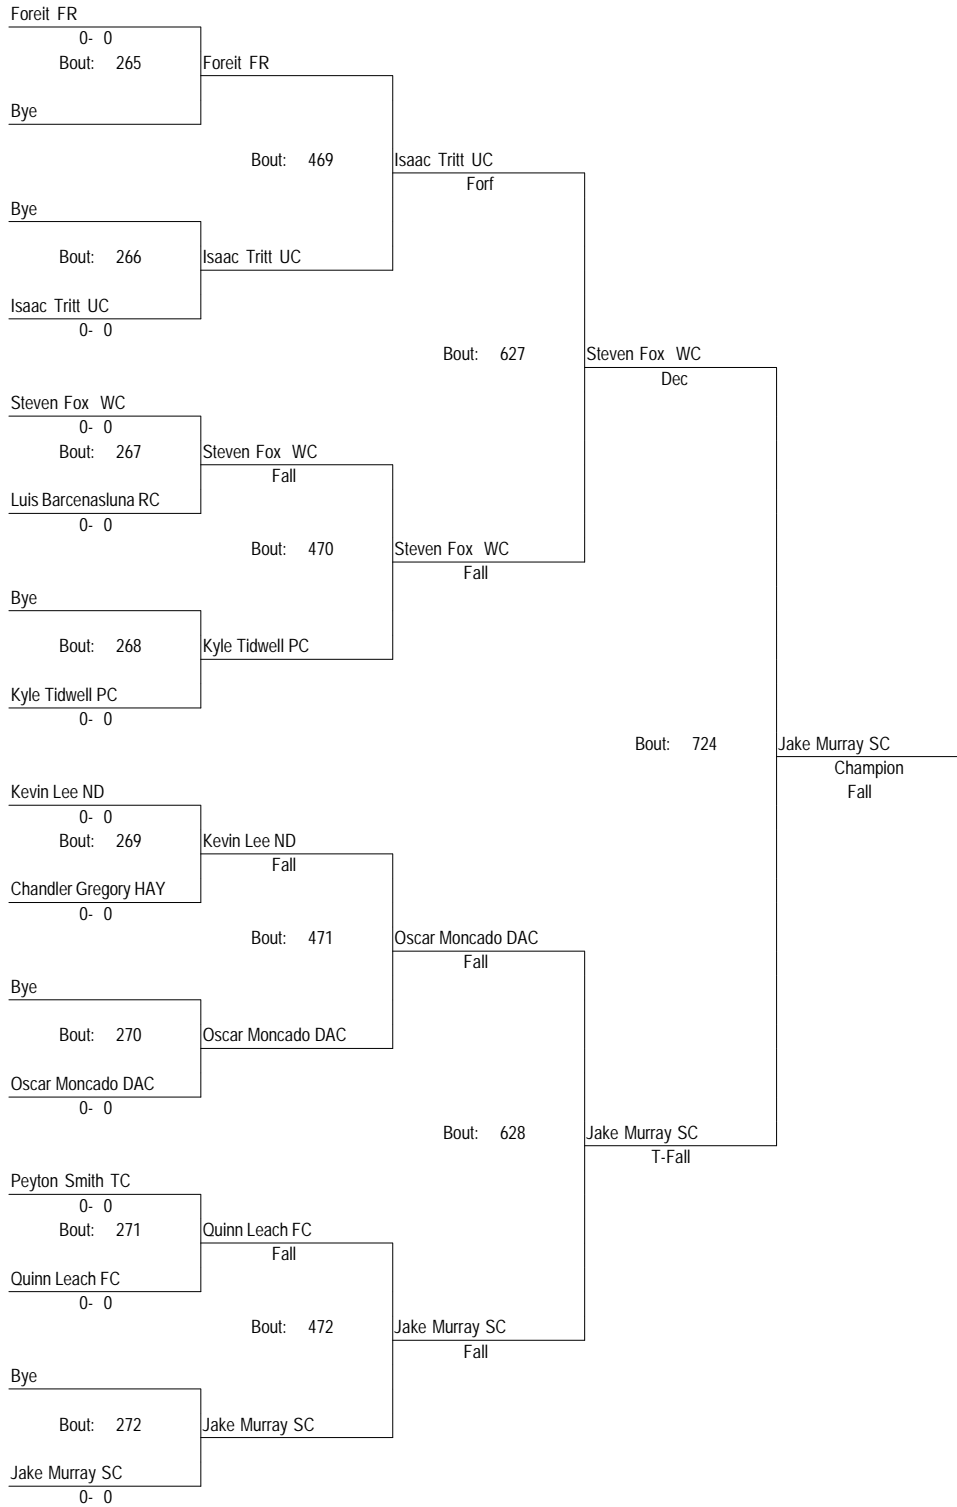 Foreit FR
0- 0
Bout: 265 Foreit FR
Bye
Bout: 469 Isaac Tritt UC
Forf
Bye
Bout: 266 Isaac Tritt UC
Isaac Tritt UC
0- 0
Bout: 627 Steven Fox WC
Dec
Steven Fox WC
0- 0
Bout: 267 Steven Fox WC
Fall
Luis Barcenasluna RC
0- 0
Bout: 470 Steven Fox WC
Fall
Bye
Bout: 268 Kyle Tidwell PC
Kyle Tidwell PC
0- 0
Bout: 724 Jake Murray SC
Champion
Fall
Kevin Lee ND
0- 0
Bout: 269 Kevin Lee ND
Fall
Chandler Gregory HAY
0- 0
Bout: 471 Oscar Moncado DAC
Fall
Bye
Bout: 270 Oscar Moncado DAC
Oscar Moncado DAC
0- 0
Bout: 628 Jake Murray SC
T-Fall
Peyton Smith TC
0- 0
Bout: 271 Quinn Leach FC
Fall
Quinn Leach FC
0- 0
Bout: 472 Jake Murray SC
Fall
Bye
Bout: 272 Jake Murray SC
Jake Murray SC
0- 0